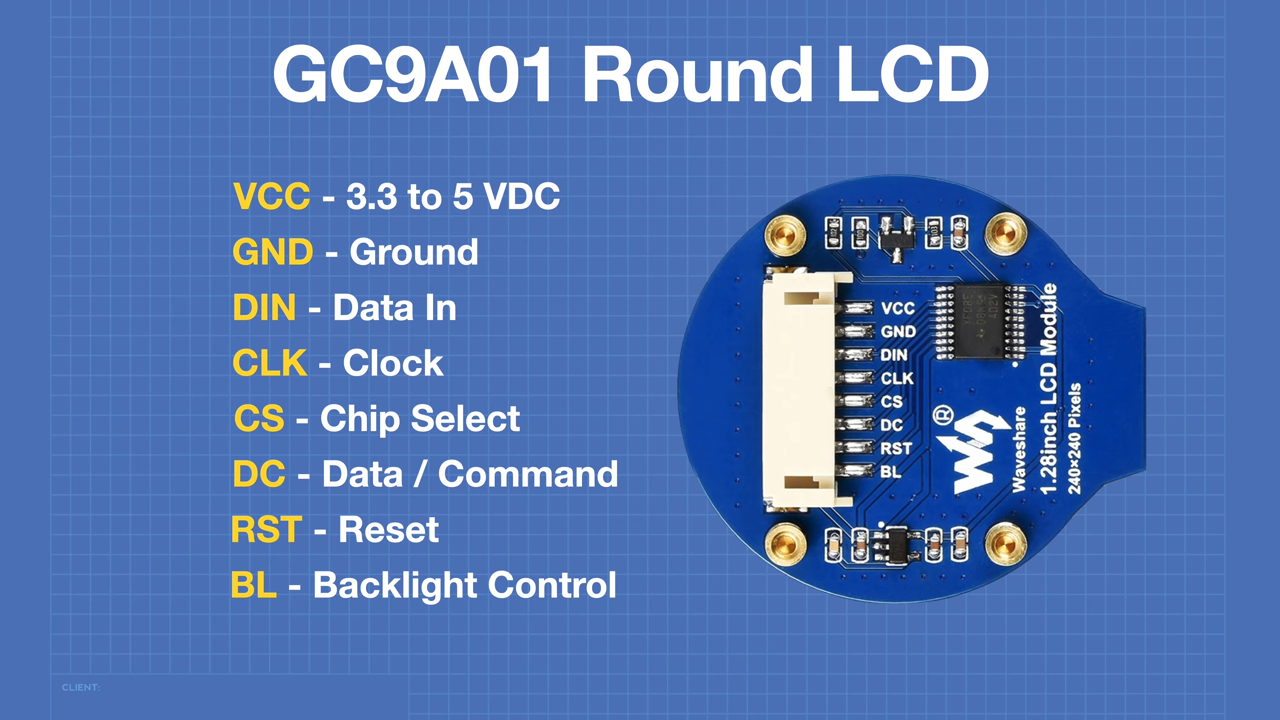 GC9A01 Round LCD
VCC - 3.3 to 5 VDC
GND - Ground
DIN - Data In
CLK - Clock
CS - Chip Select
DC - Data / Command
RST - Reset
BL - Backlight Control
VCC
GND
DIN
CLK
CS
DC
RST
BL
®
Waveshare
1.28inch LCD Module
240×240 Pixels
CLIENT: